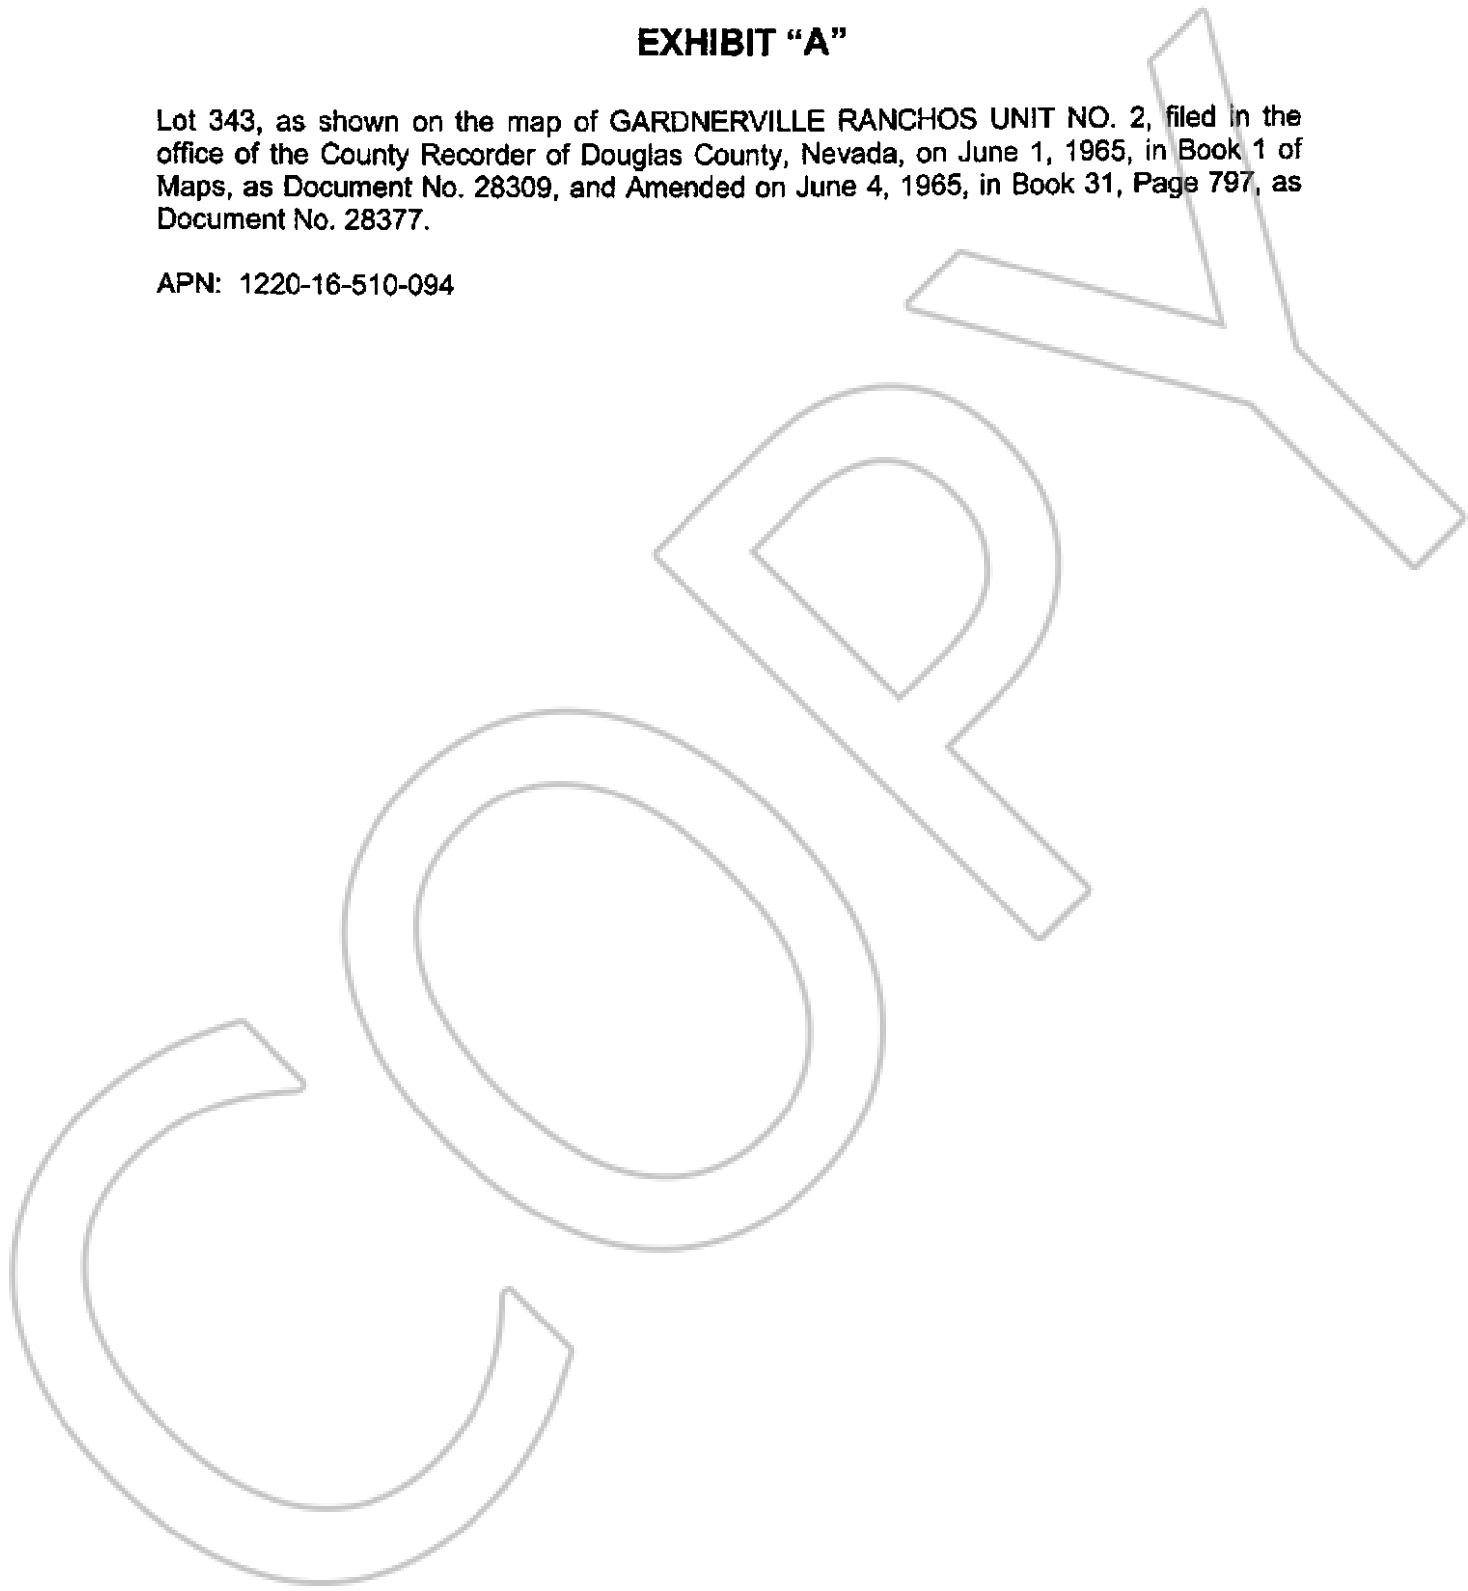 EXHIBIT “A”
Lot 343, as shown on the map of GARDNERVILLE RANCHOS UNIT NO. 2, filed in the
office of the County Recorder of Douglas County, Nevada, on June 1, 1965, in Book 1 of
Maps, as Document No. 28309, and Amended on June 4, 1965, in Book 31, Page 797, as
Document No. 28377.
APN: 1220-16-510-094
COPY